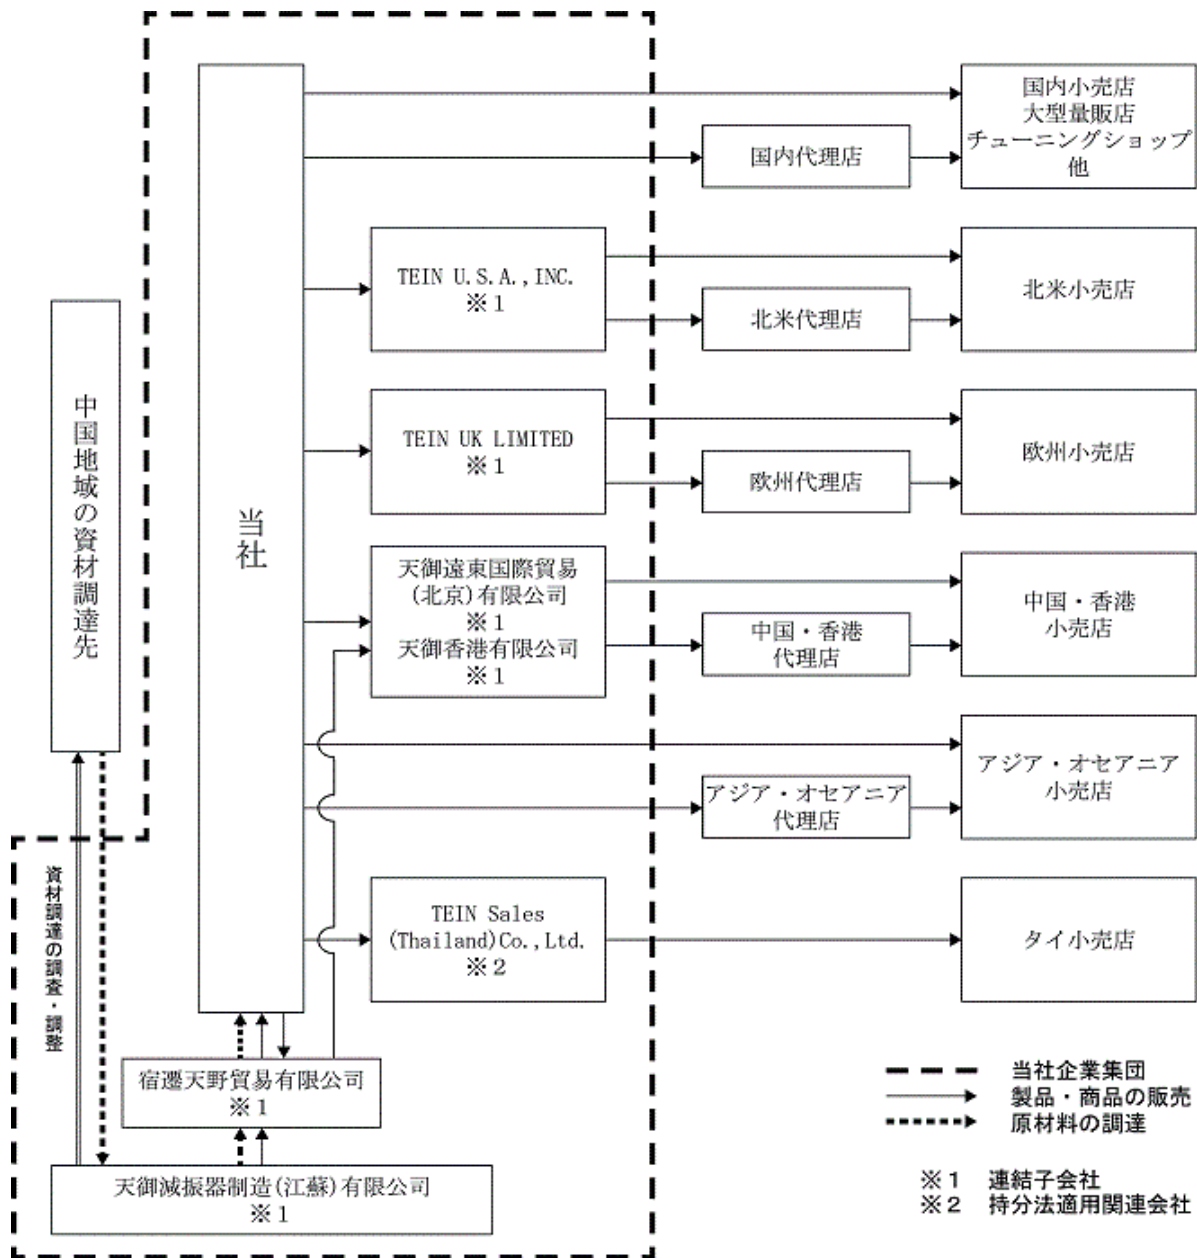 国内小売店
大型量販店
チューニングショップ
他
国内代理店
TEIN U.S.A.,INC.
※１
北米代理店
北米小売店
中国地域の資材調達先
当社
TEIN UK LIMITED
※１
欧州代理店
欧州小売店
天御遠東国際貿易
(北京)有限公司
※１
天御香港有限公司
※１
中国・香港
代理店
中国・香港
小売店
アジア・オセアニア
代理店
アジア・オセアニア
小売店
資材調達の調査・調整
TEIN Sales
(Thailand)Co.,Ltd.
※２
タイ小売店
宿遷天野貿易有限公司
※１
天御減振器制造(江蘇)有限公司
※１
当社企業集団
製品・商品の販売
原材料の調達
※１ 連結子会社
※２ 持分法適用関連会社